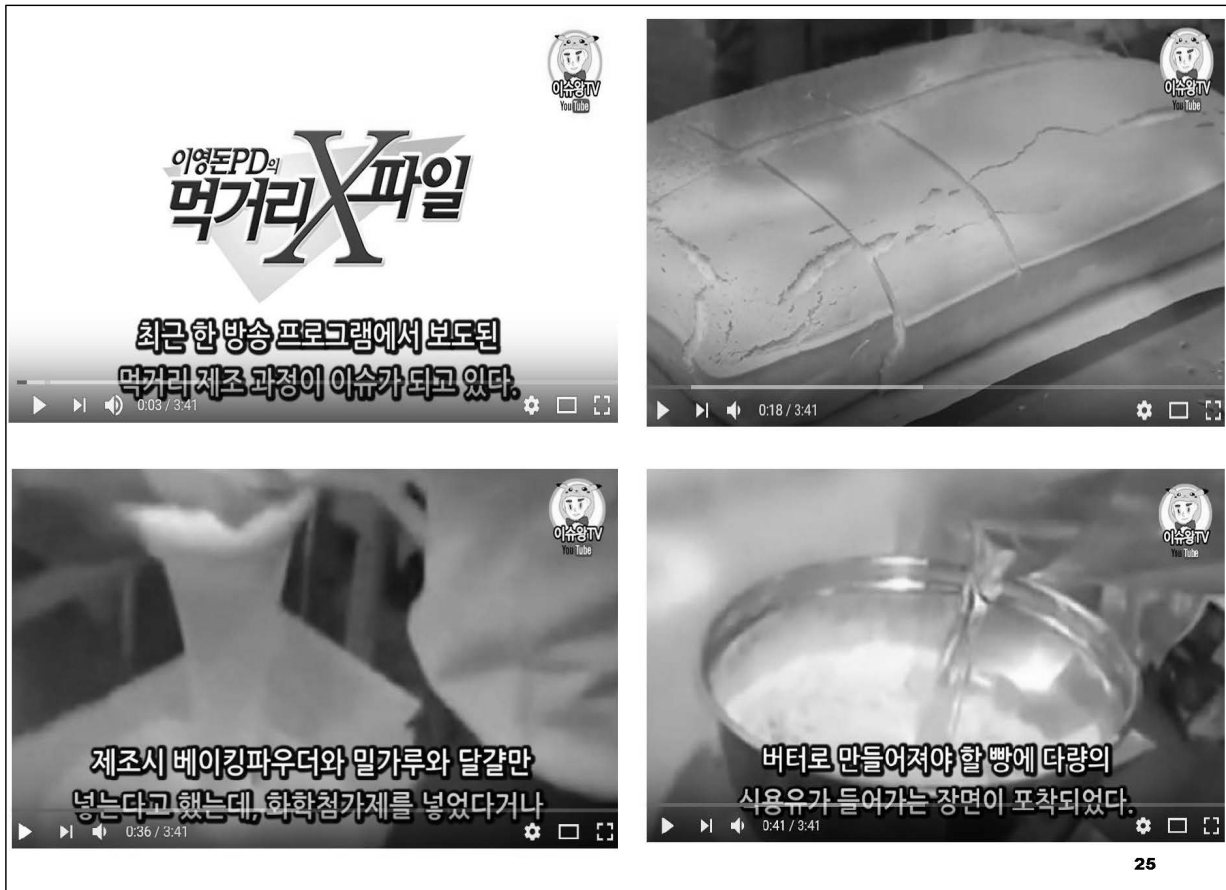 이슈왕TV
YouTube
이영돈PD의
먹거리X파일
최근 한 방송 프로그램에서 보도된
먹거리 제조 과정이 이슈가 되고 있다.
0:03 / 3:41
이슈왕TV
YouTube
0:18 / 3:41
이슈왕TV
YouTube
제조시 베이킹파우더와 밀가루와 달걀만
넣는다고 했는데, 화학첨가제를 넣었다거나
0:36 / 3:41
이슈왕TV
YouTube
버터로 만들어져야 할 빵에 다량의
식용유가 들어가는 장면이 포착되었다.
0:41 / 3:41
25